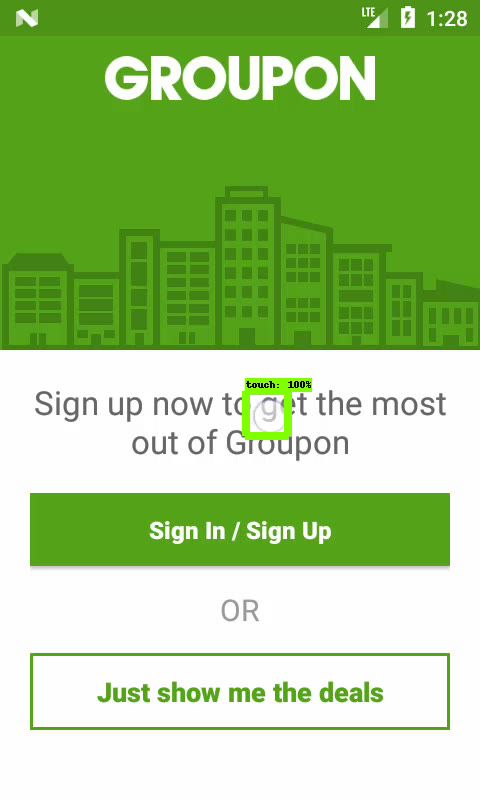 LTE 1:28
GROUPON
touch: 100%
Sign up now to get the most
out of Groupon
Sign In / Sign Up
OR
Just show me the deals